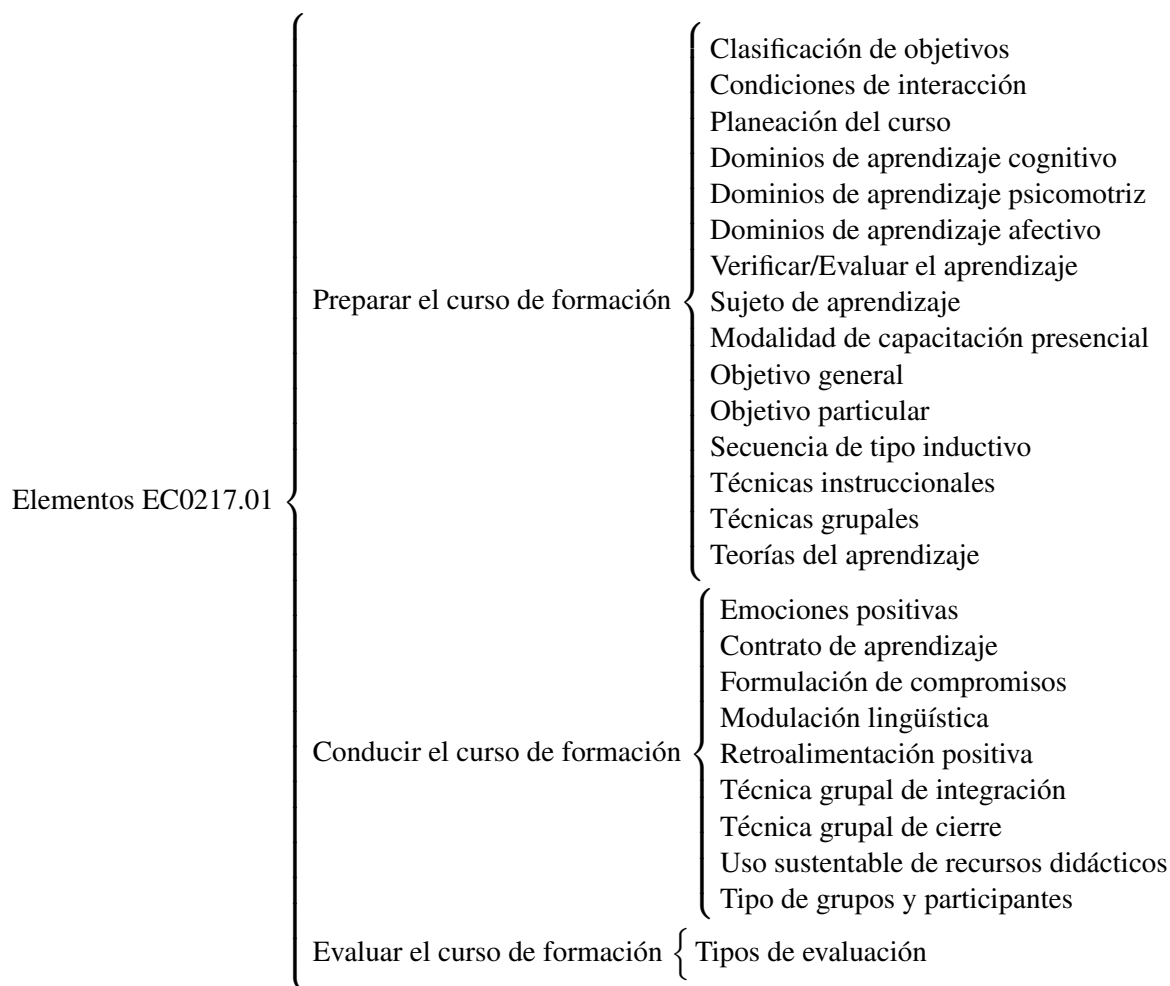 Clasificación de objetivos
Condiciones de interacción
Planeación del curso
Dominios de aprendizaje cognitivo
Dominios de aprendizaje psicomotriz
Dominios de aprendizaje afectivo
Verificar/Evaluar el aprendizaje
Preparar el curso de formación
Sujeto de aprendizaje
Modalidad de capacitación presencial
Objetivo general
Objetivo particular
Secuencia de tipo inductivo
Elementos EC0217.01
Técnicas instruccionales
Técnicas grupales
Teorías del aprendizaje
Emociones positivas
Contrato de aprendizaje
Formulación de compromisos
Modulación lingüística
Conducir el curso de formación
Retroalimentación positiva
Técnica grupal de integración
Técnica grupal de cierre
Uso sustentable de recursos didácticos
Tipo de grupos y participantes
Evaluar el curso de formación
Tipos de evaluación